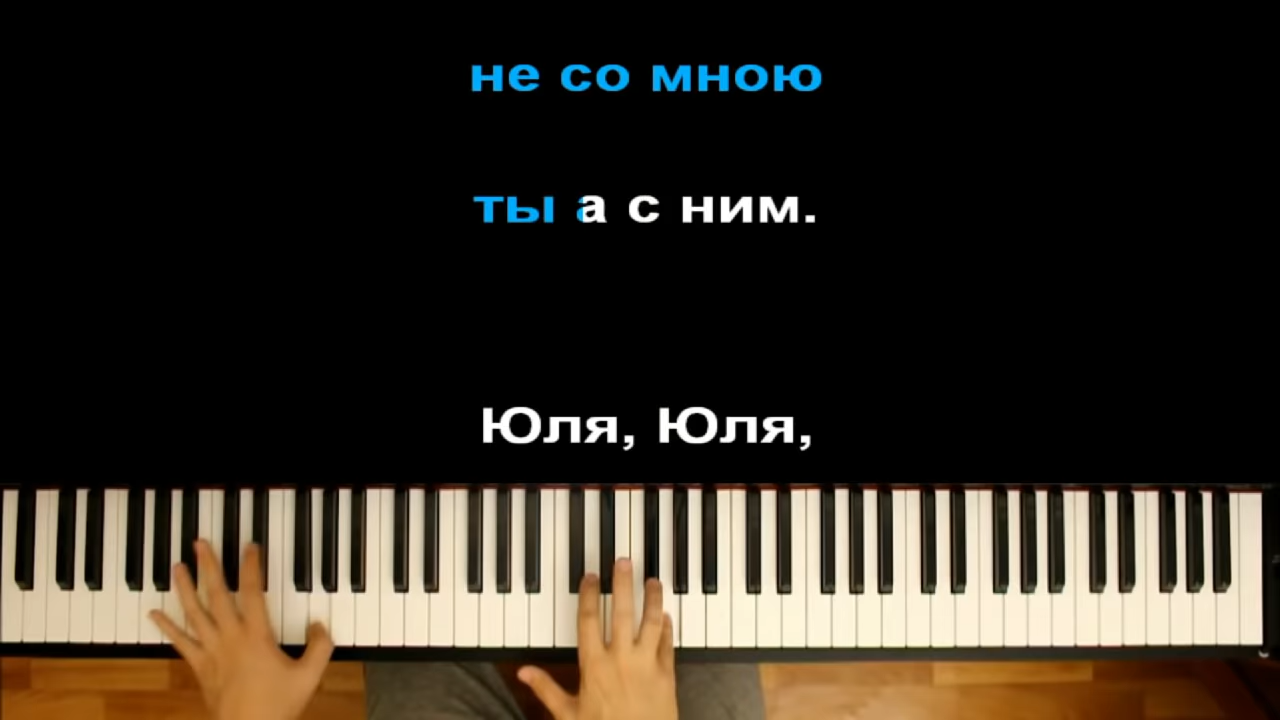 не со мною
ты а с ним.
Юля, Юля,